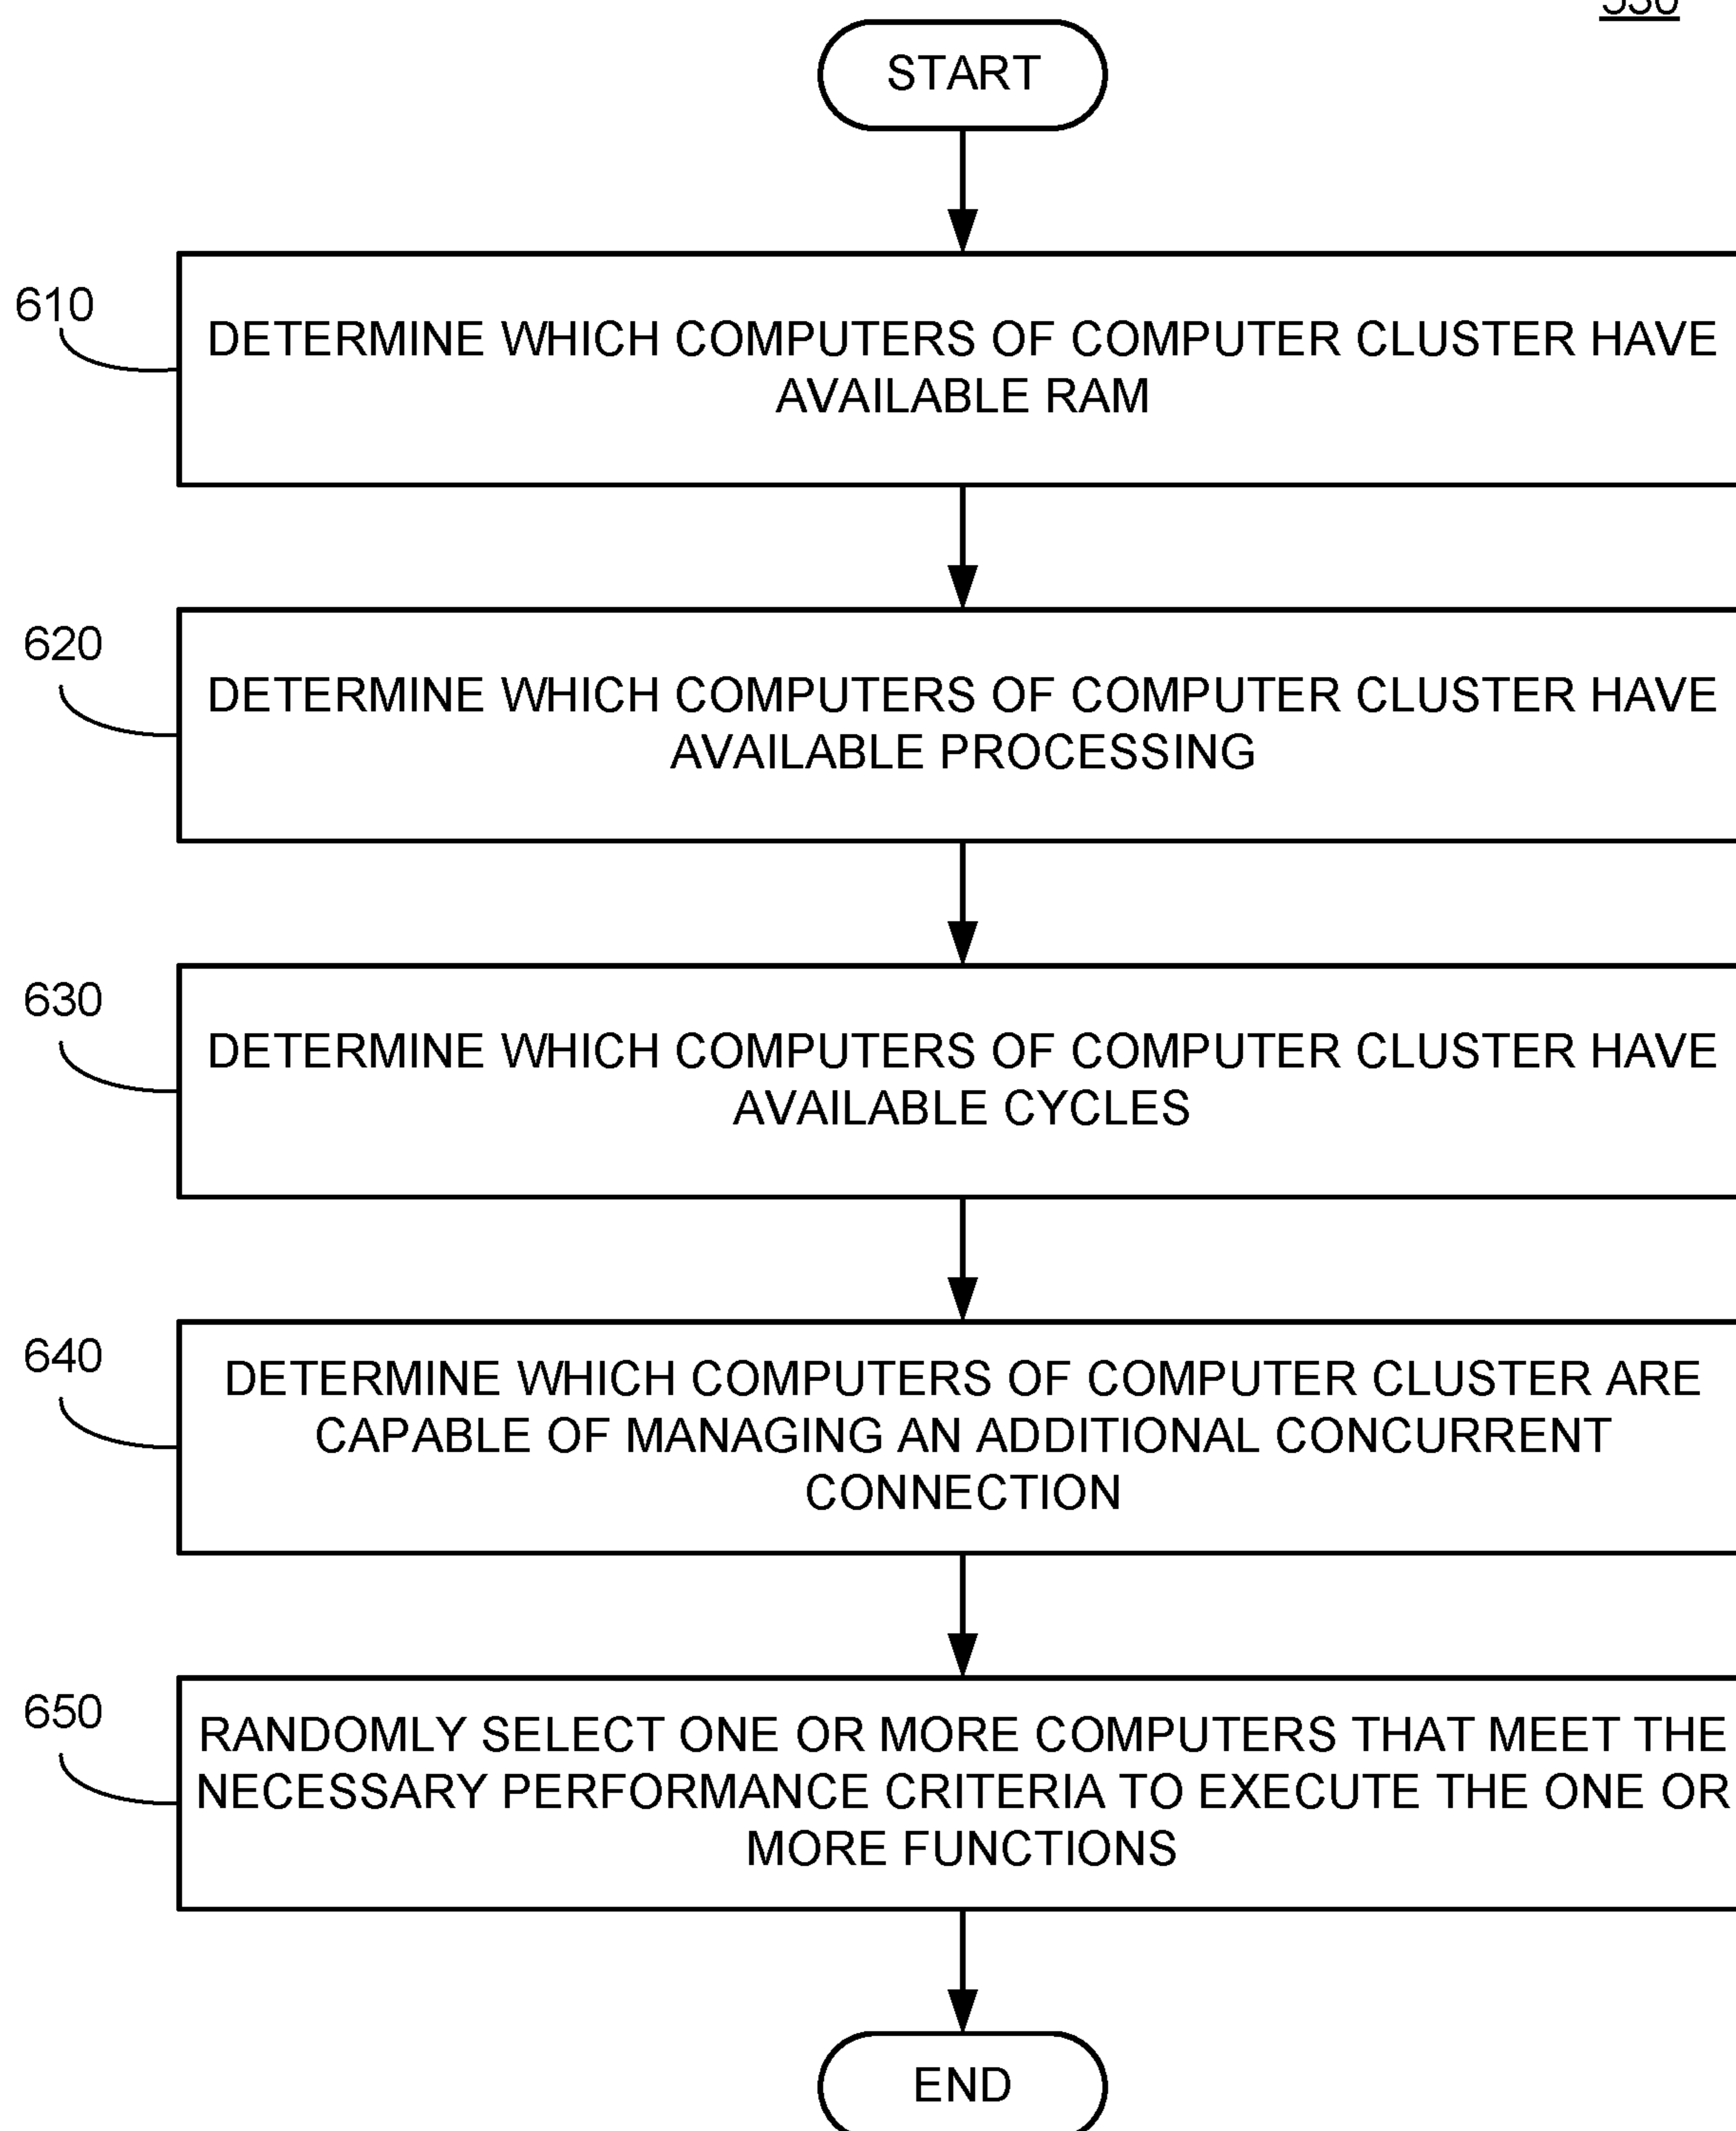 START
610
DETERMINE WHICH COMPUTERS OF COMPUTER CLUSTER HAVE
AVAILABLE RAM
620
DETERMINE WHICH COMPUTERS OF COMPUTER CLUSTER HAVE
AVAILABLE PROCESSING
630
DETERMINE WHICH COMPUTERS OF COMPUTER CLUSTER HAVE
AVAILABLE CYCLES
640
DETERMINE WHICH COMPUTERS OF COMPUTER CLUSTER ARE
CAPABLE OF MANAGING AN ADDITIONAL CONCURRENT
CONNECTION
650
RANDOMLY SELECT ONE OR MORE COMPUTERS THAT MEET THE
NECESSARY PERFORMANCE CRITERIA TO EXECUTE THE ONE OR
MORE FUNCTIONS
END